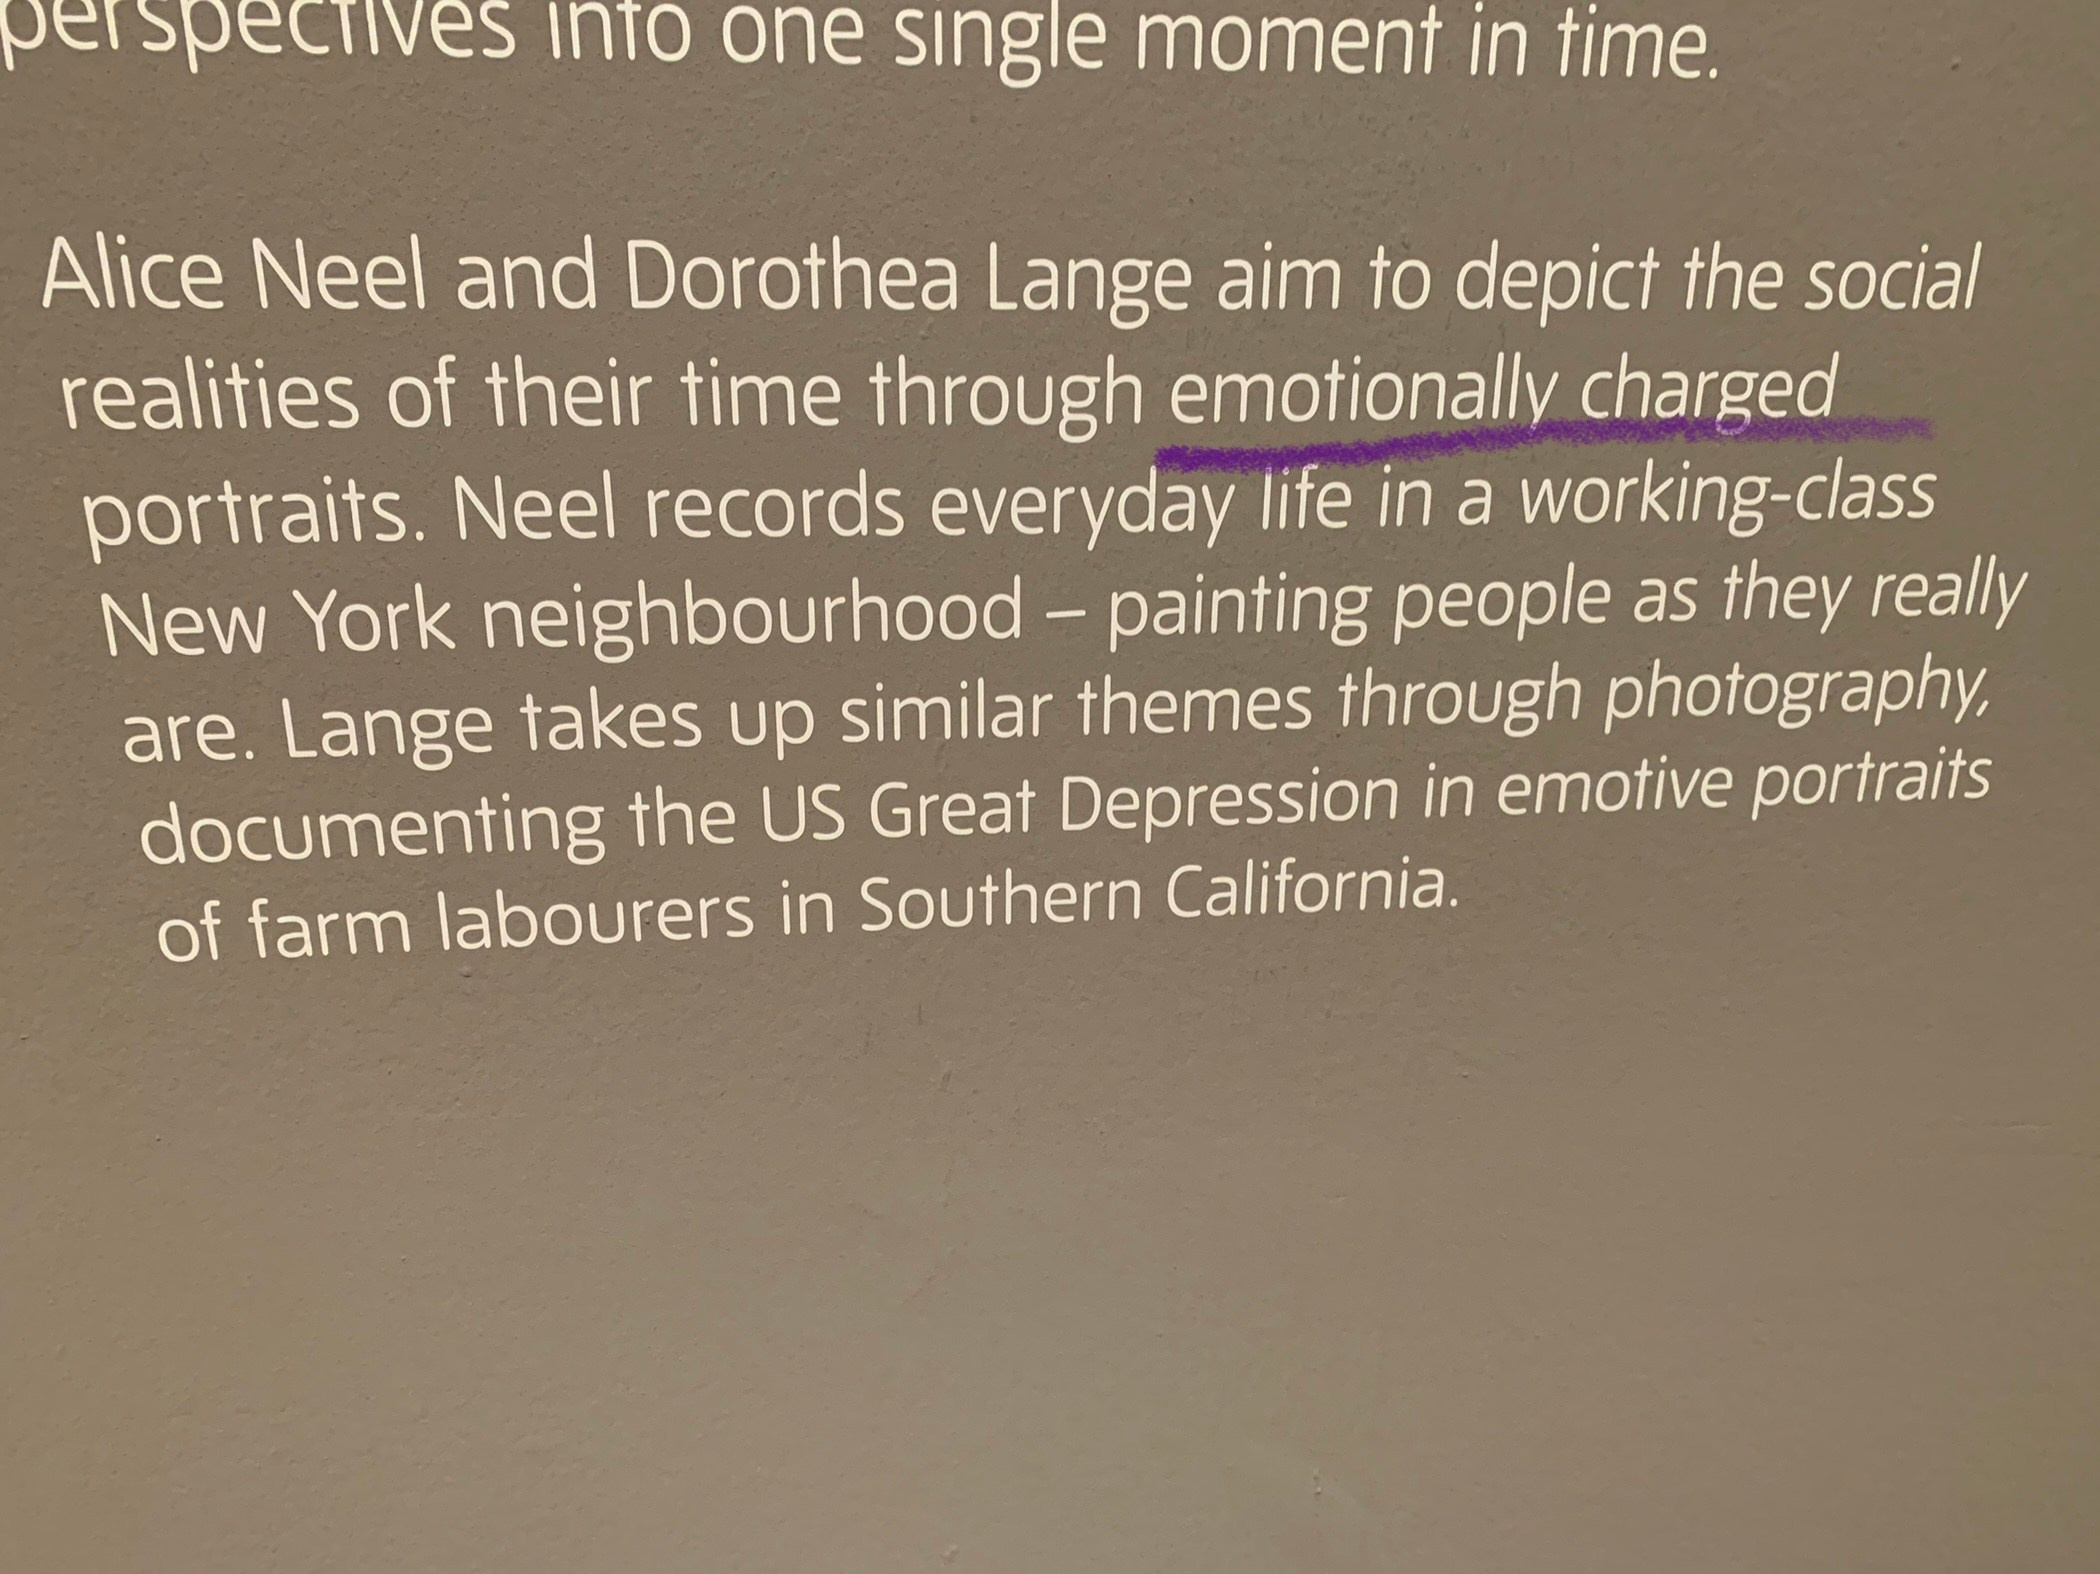 perspectives into one single moment in time.
Alice Neel and Dorothea Lange aim to depict the social
realities of their time through emotionally charged
portraits. Neel records everyday life in a working-class
New York neighbourhood – painting people as they really
are. Lange takes up similar themes through photography,
documenting the US Great Depression in emotive portraits
of farm labourers in Southern California.